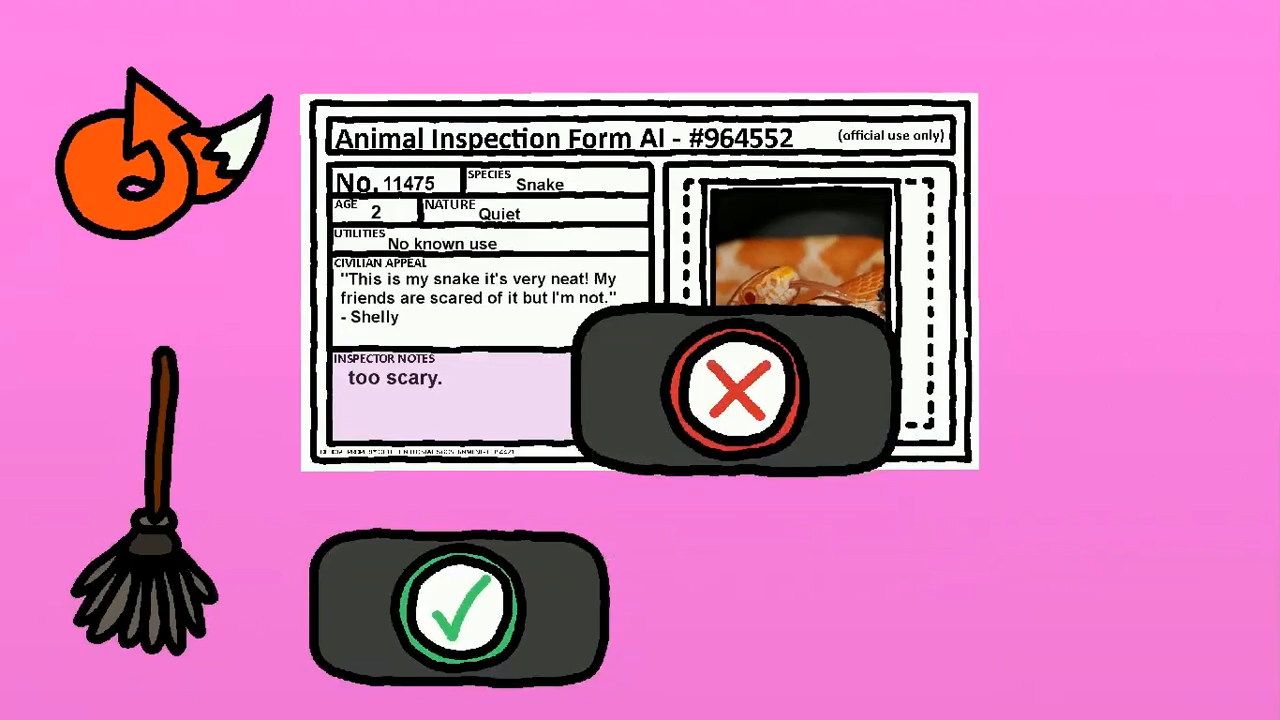 Animal Inspection Form AI - #964552 (official use only)
No. 11475 SPECIES Snake
AGE 2 NATURE Quiet
UTILITIES No known use
CIVILIAN APPEAL
"This is my snake it's very neat! My
friends are scared of it but I'm not."
- Shelly
INSPECTOR NOTES
too scary.